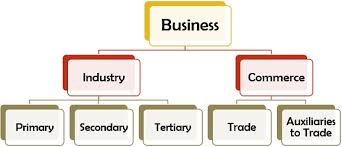 Business
Industry
Commerce
Primary
Secondary
Tertiary
Trade
Auxiliaries
to Trade